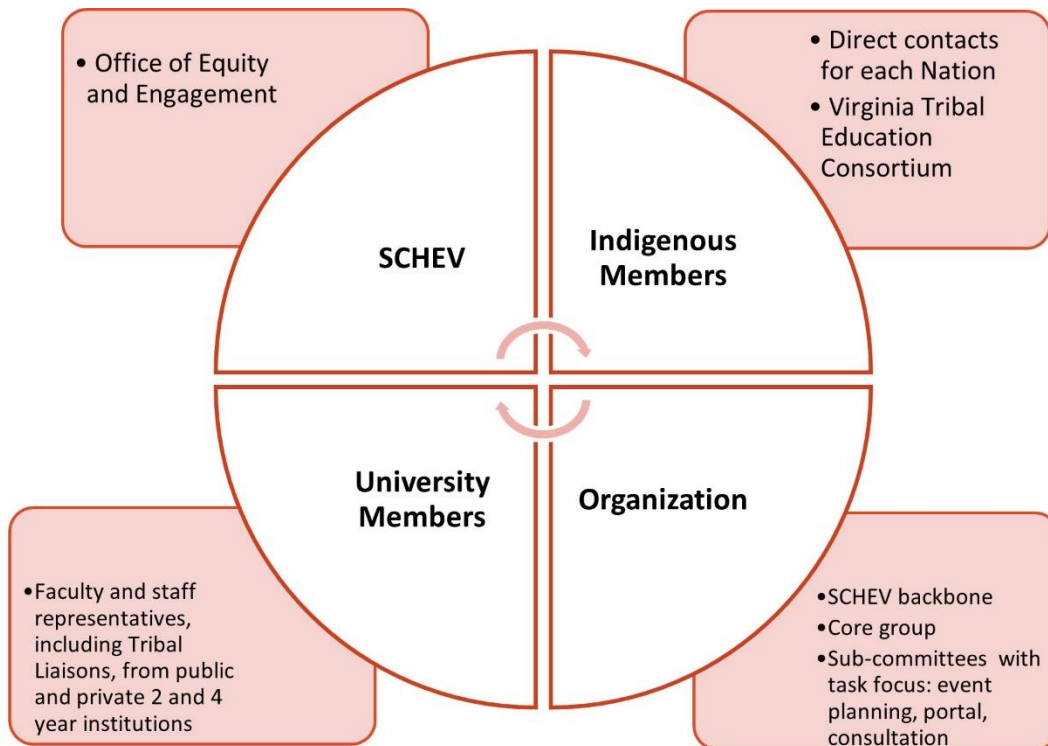 • Office of Equity
and Engagement
• Direct contacts
for each Nation
• Virginia Tribal
Education
Consortium
SCHEV
Indigenous
Members
University
Members
Organization
•Faculty and staff
representatives,
including Tribal
Liaisons, from public
and private 2 and 4
year institutions
•SCHEV backbone
•Core group
•Sub-committees with
task focus: event
planning, portal,
consultation